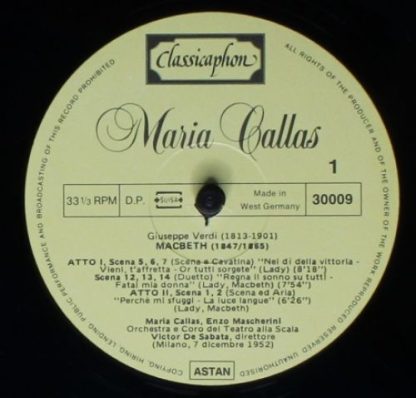 Classicaphon
Maria Callas
1
33 1/3 RPM
D.P.
SUISA
Made in
West Germany
30009
Giuseppe Verdi (1813-1901)
MACBETH (1847/1865)
ATTO I, Scena 5, 6, 7 (Scena e Cavatina) "Nel dì della vittoria -
Vieni, t'affretta - Or tutti sorgete" (Lady) (8'18")
Scena 12, 13, 14 (Duetto) "Regna il sonno su tutti -
Fatal mia donna" (Lady, Macbeth) (7'54")
ATTO II, Scena 1, 2 (Scena ed Aria)
"Perchè mi sfuggi - La luce langue" (6'26")
(Lady, Macbeth)
Maria Callas, Enzo Mascherini
Orchestra e Coro del Teatro alla Scala
Victor De Sabata, direttore
(Milano, 7 dicembre 1952)
ASTAN
ALL RIGHTS OF THE PRODUCER AND OF THE OWNER OF THE WORK REPRODUCED RESERVED
UNAUTHORISED COPYING, HIRING, LENDING, PUBLIC PERFORMANCE AND BROADCASTING OF THIS RECORD PROHIBITED